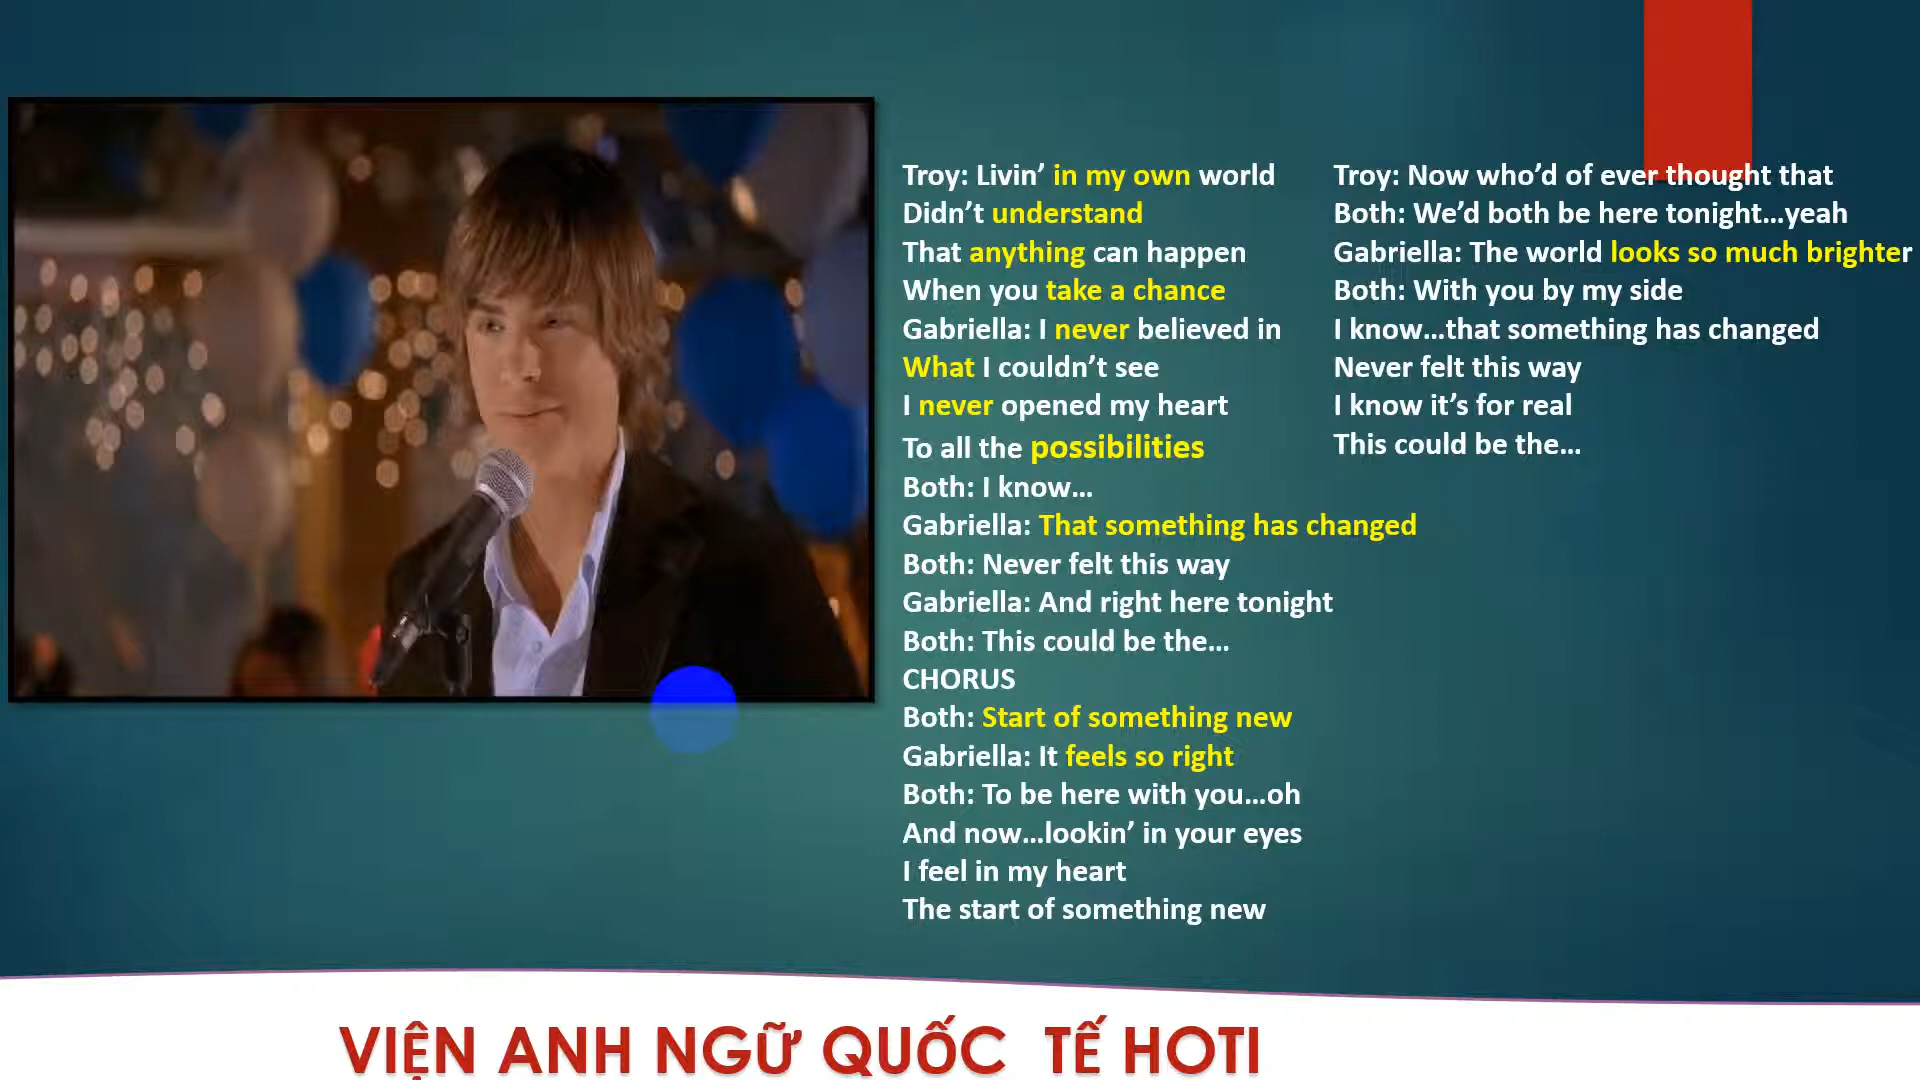 Troy: Livin’ in my own world
Didn’t understand
That anything can happen
When you take a chance
Gabriella: I never believed in
What I couldn’t see
I never opened my heart
To all the possibilities
Both: I know…
Gabriella: That something has changed
Both: Never felt this way
Gabriella: And right here tonight
Both: This could be the…
CHORUS
Both: Start of something new
Gabriella: It feels so right
Both: To be here with you…oh
And now…lookin’ in your eyes
I feel in my heart
The start of something new
Troy: Now who’d of ever thought that
Both: We’d both be here tonight…yeah
Gabriella: The world looks so much brighter
Both: With you by my side
I know…that something has changed
Never felt this way
I know it’s for real
This could be the…
VIỆN ANH NGỮ QUỐC TẾ HOTI